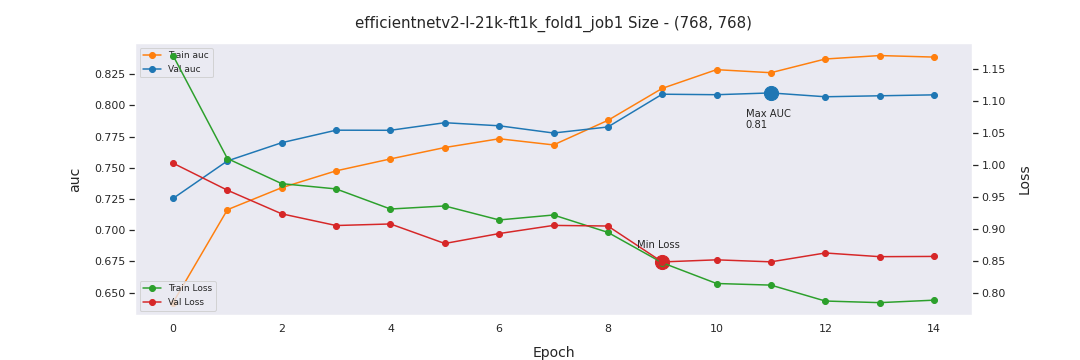 efficientnetv2-l-21k-ft1k_fold1_job1 Size - (768, 768)
Train auc
Val auc
0.825
0.800
0.775
0.750
0.725
0.700
0.675
0.650
auc
Max AUC
0.81
Min Loss
Train Loss
Val Loss
1.15
1.10
1.05
1.00
0.95
0.90
0.85
0.80
Loss
0 2 4 6 8 10 12 14
Epoch